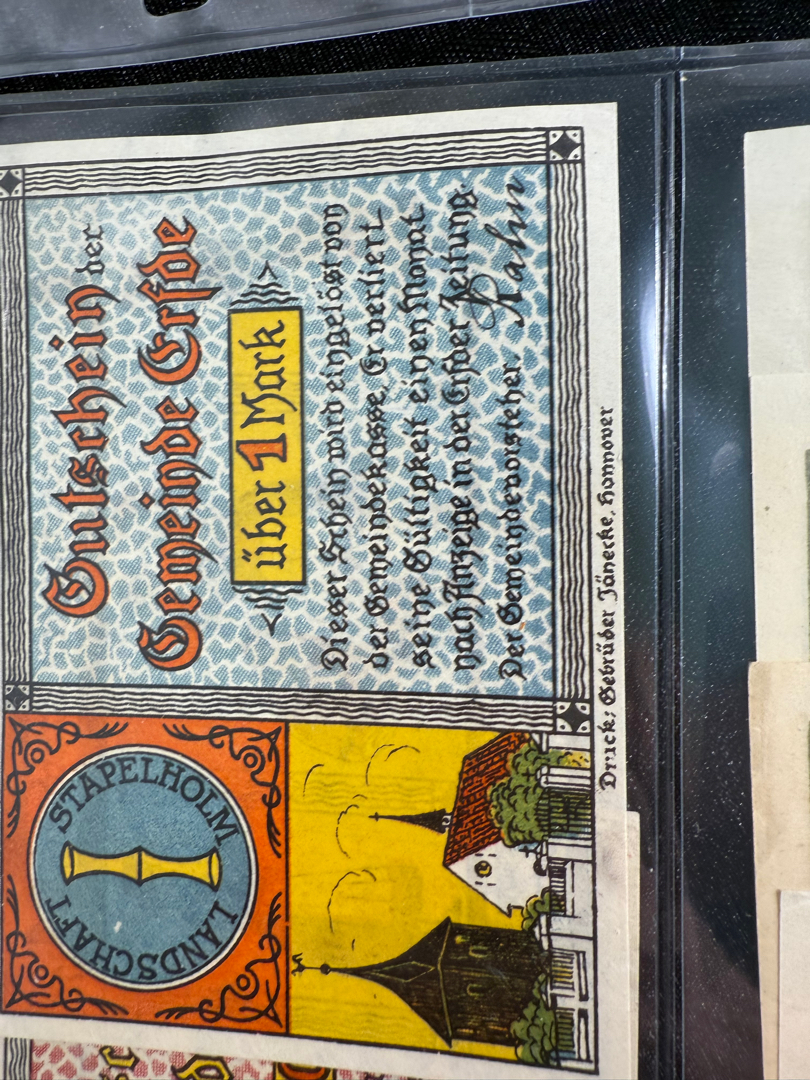 Gutschein der
Gemeinde Erfde
über 1 Mark
Dieser Schein wird eingelöst von
der Gemeindekasse. Er verliert
seine Gültigkeit einen Monat
nach Anzeige in der Erfder Zeitung.
Der Gemeindevorsteher. Rahn
STAPELHOLM
LANDSCHAFT
Druck: Gebrüder Jänecke, Hannover